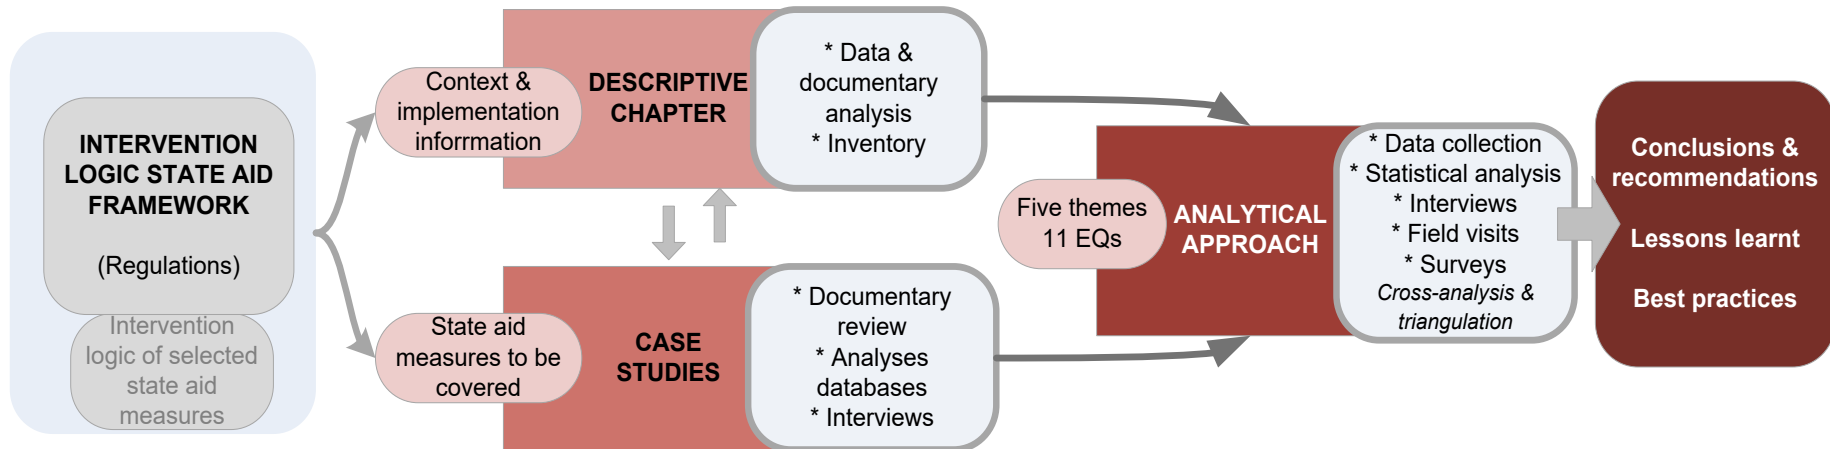 INTERVENTION
LOGIC STATE AID
FRAMEWORK
(Regulations)
Intervention
logic of selected
state aid
measures
Context &
implementation
inforrmation
DESCRIPTIVE
CHAPTER
* Data &
documentary
analysis
* Inventory
State aid
measures to be
covered
CASE
STUDIES
* Documentary
review
* Analyses
databases
* Interviews
Five themes
11 EQs
ANALYTICAL
APPROACH
* Data collection
* Statistical analysis
* Interviews
* Field visits
* Surveys
Cross-analysis &
triangulation
Conclusions &
recommendations
Lessons learnt
Best practices